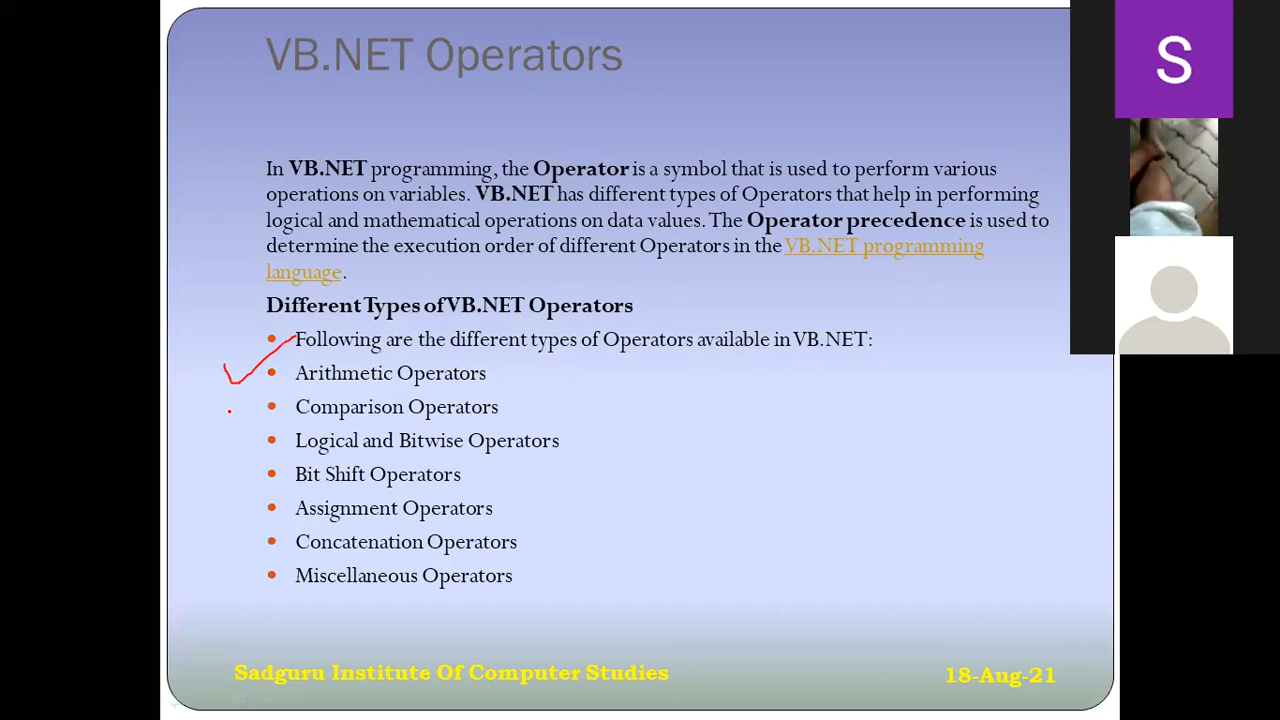 VB.NET Operators
S
In VB.NET programming, the Operator is a symbol that is used to perform various
operations on variables. VB.NET has different types of Operators that help in performing
logical and mathematical operations on data values. The Operator precedence is used to
determine the execution order of different Operators in the VB.NET programming
language.
Different Types of VB.NET Operators
• Following are the different types of Operators available in VB.NET:
• Arithmetic Operators
• Comparison Operators
• Logical and Bitwise Operators
• Bit Shift Operators
• Assignment Operators
• Concatenation Operators
• Miscellaneous Operators
Sadguru Institute Of Computer Studies
18-Aug-21